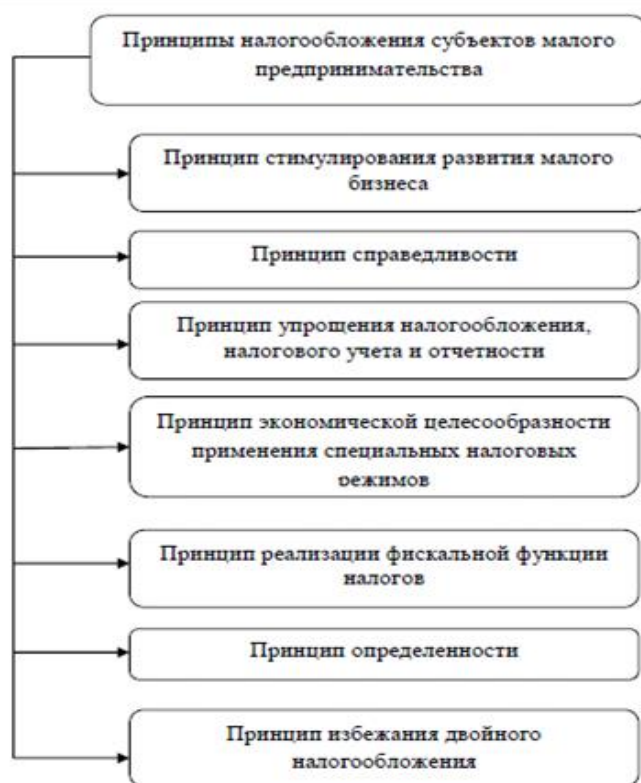 Принципы налогообложения субъектов малого
предпринимательства
Принцип стимулирования развития малого
бизнеса
Принцип справедливости
Принцип упрощения налогообложения,
налогового учета и отчетности
Принцип экономической целесообразности
применения специальных налоговых
режимов
Принцип реализации фискальной функции
налогов
Принцип определенности
Принцип избежания двойного
налогообложения